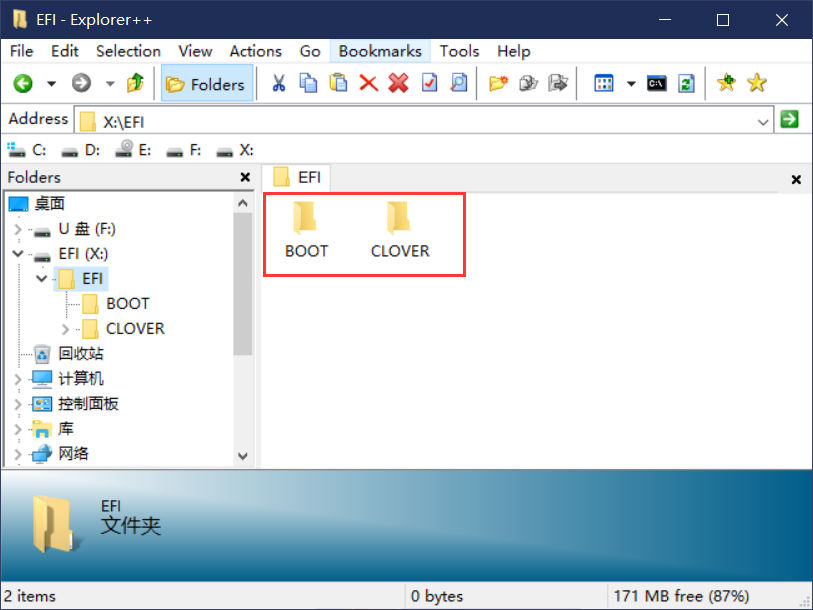 EFI - Explorer++
File Edit Selection View Actions Go Bookmarks Tools Help
Folders
C:\
Address X:\EFI
C: D: E: F: X:
Folders
EFI
桌面
U 盘 (F:)
EFI (X:)
EFI
BOOT
CLOVER
回收站
计算机
控制面板
库
网络
BOOT CLOVER
EFI
文件夹
2 items 0 bytes 171 MB free (87%)